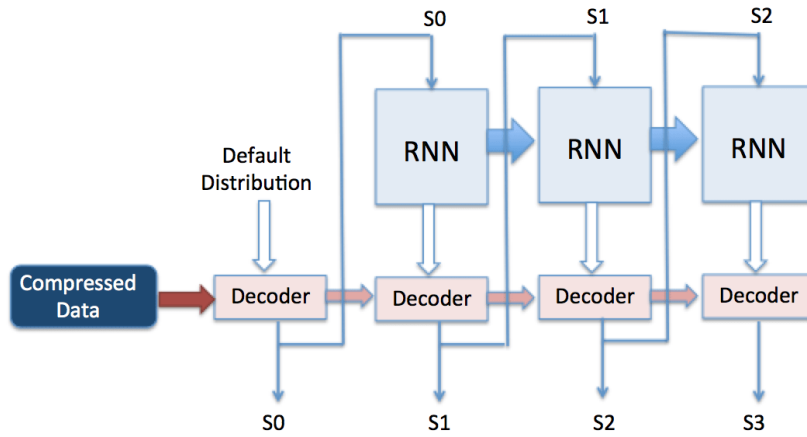 S0
S1
S2
RNN
RNN
RNN
Default
Distribution
Compressed
Data
Decoder
Decoder
Decoder
Decoder
S0
S1
S2
S3